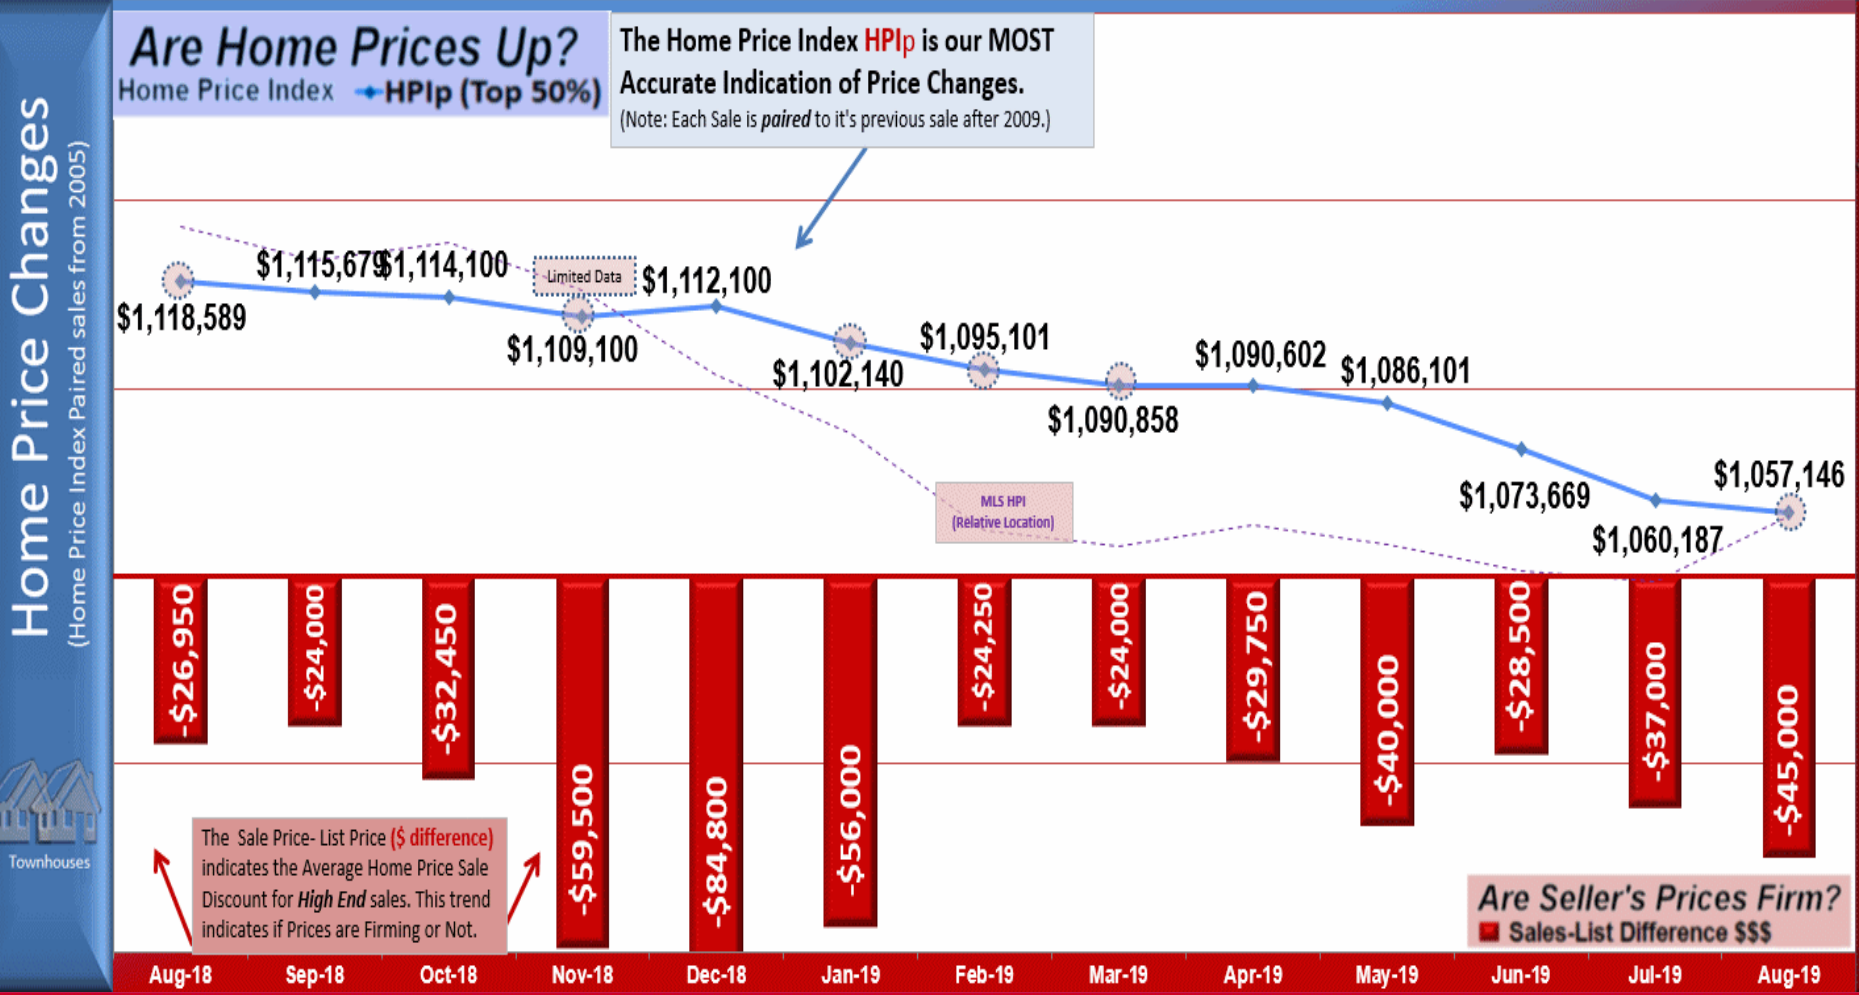 Home Price Changes
(Home Price Index Paired sales from 2005)
Townhouses
Are Home Prices Up?
Home Price Index HPIp (Top 50%)
The Home Price Index HPIp is our MOST
Accurate Indication of Price Changes.
(Note: Each Sale is paired to it's previous sale after 2009.)
$1,118,589
$1,115,679
$1,114,100
Limited Data
$1,109,100
$1,112,100
$1,102,140
$1,095,101
$1,090,858
$1,090,602
$1,086,101
$1,073,669
$1,060,187
$1,057,146
MLS HPI
(Relative Location)
-$26,950
-$24,000
-$32,450
-$59,500
-$84,800
-$56,000
-$24,250
-$24,000
-$29,750
-$40,000
-$28,500
-$37,000
-$45,000
The Sale Price- List Price ($ difference)
indicates the Average Home Price Sale
Discount for High End sales. This trend
indicates if Prices are Firming or Not.
Are Seller's Prices Firm?
Sales-List Difference $$$
Aug-18
Sep-18
Oct-18
Nov-18
Dec-18
Jan-19
Feb-19
Mar-19
Apr-19
May-19
Jun-19
Jul-19
Aug-19